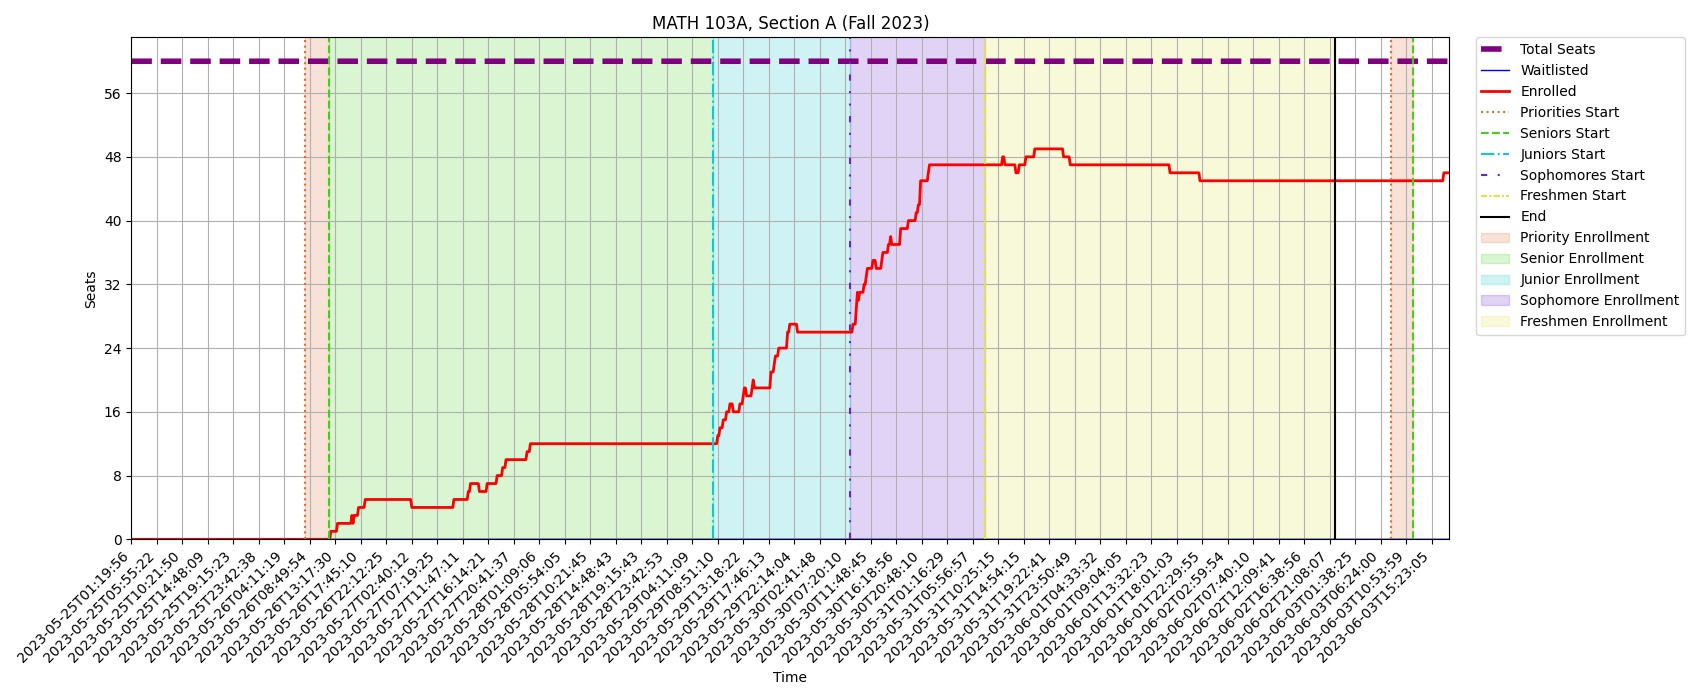 MATH 103A, Section A (Fall 2023)
Seats
56
48
40
32
24
16
8
0
2023-05-25T01:19:56
2023-05-25T05:55:22
2023-05-25T10:21:50
2023-05-25T14:48:09
2023-05-25T19:15:23
2023-05-25T23:42:38
2023-05-26T04:11:19
2023-05-26T08:49:54
2023-05-26T13:17:30
2023-05-26T17:45:10
2023-05-26T22:12:25
2023-05-27T02:40:12
2023-05-27T07:19:25
2023-05-27T11:47:11
2023-05-27T16:14:21
2023-05-27T20:41:37
2023-05-28T01:09:06
2023-05-28T05:54:05
2023-05-28T10:21:45
2023-05-28T14:48:43
2023-05-28T19:15:43
2023-05-28T23:42:53
2023-05-29T04:11:09
2023-05-29T08:51:10
2023-05-29T13:18:22
2023-05-29T17:46:13
2023-05-29T22:14:04
2023-05-30T02:41:48
2023-05-30T07:20:10
2023-05-30T11:48:45
2023-05-30T16:18:56
2023-05-30T20:48:10
2023-05-31T01:16:29
2023-05-31T05:56:57
2023-05-31T10:25:15
2023-05-31T14:54:15
2023-05-31T19:22:41
2023-05-31T23:50:49
2023-06-01T04:33:32
2023-06-01T09:04:05
2023-06-01T13:32:23
2023-06-01T18:01:03
2023-06-01T22:29:55
2023-06-02T02:59:54
2023-06-02T07:40:10
2023-06-02T12:09:41
2023-06-02T16:38:56
2023-06-02T21:08:07
2023-06-03T01:38:25
2023-06-03T06:24:00
2023-06-03T10:53:59
2023-06-03T15:23:05
Time
Total Seats
Waitlisted
Enrolled
Priorities Start
Seniors Start
Juniors Start
Sophomores Start
Freshmen Start
End
Priority Enrollment
Senior Enrollment
Junior Enrollment
Sophomore Enrollment
Freshmen Enrollment